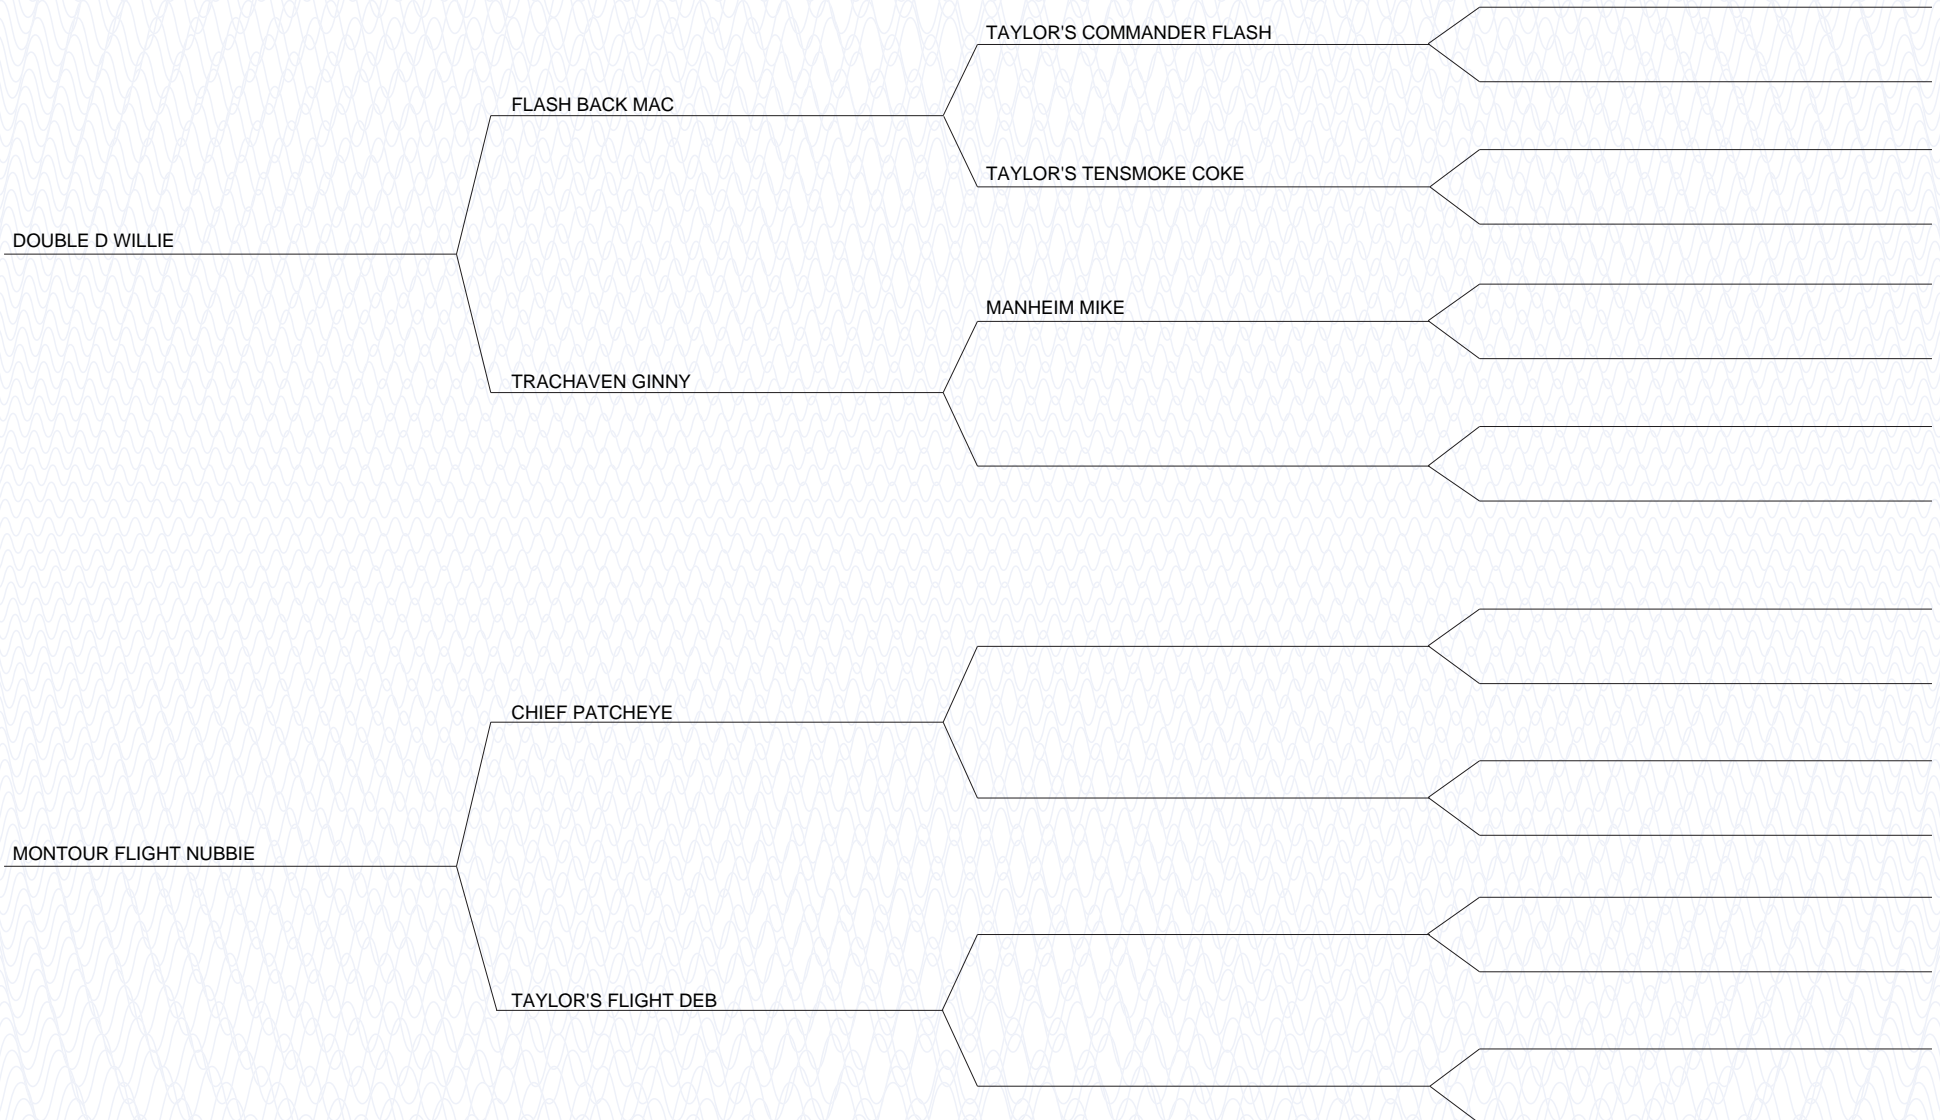 TAYLOR'S COMMANDER FLASH
FLASH BACK MAC
TAYLOR'S TENSMOKE COKE
DOUBLE D WILLIE
MANHEIM MIKE
TRACHAVEN GINNY
CHIEF PATCHEYE
MONTOUR FLIGHT NUBBIE
TAYLOR'S FLIGHT DEB